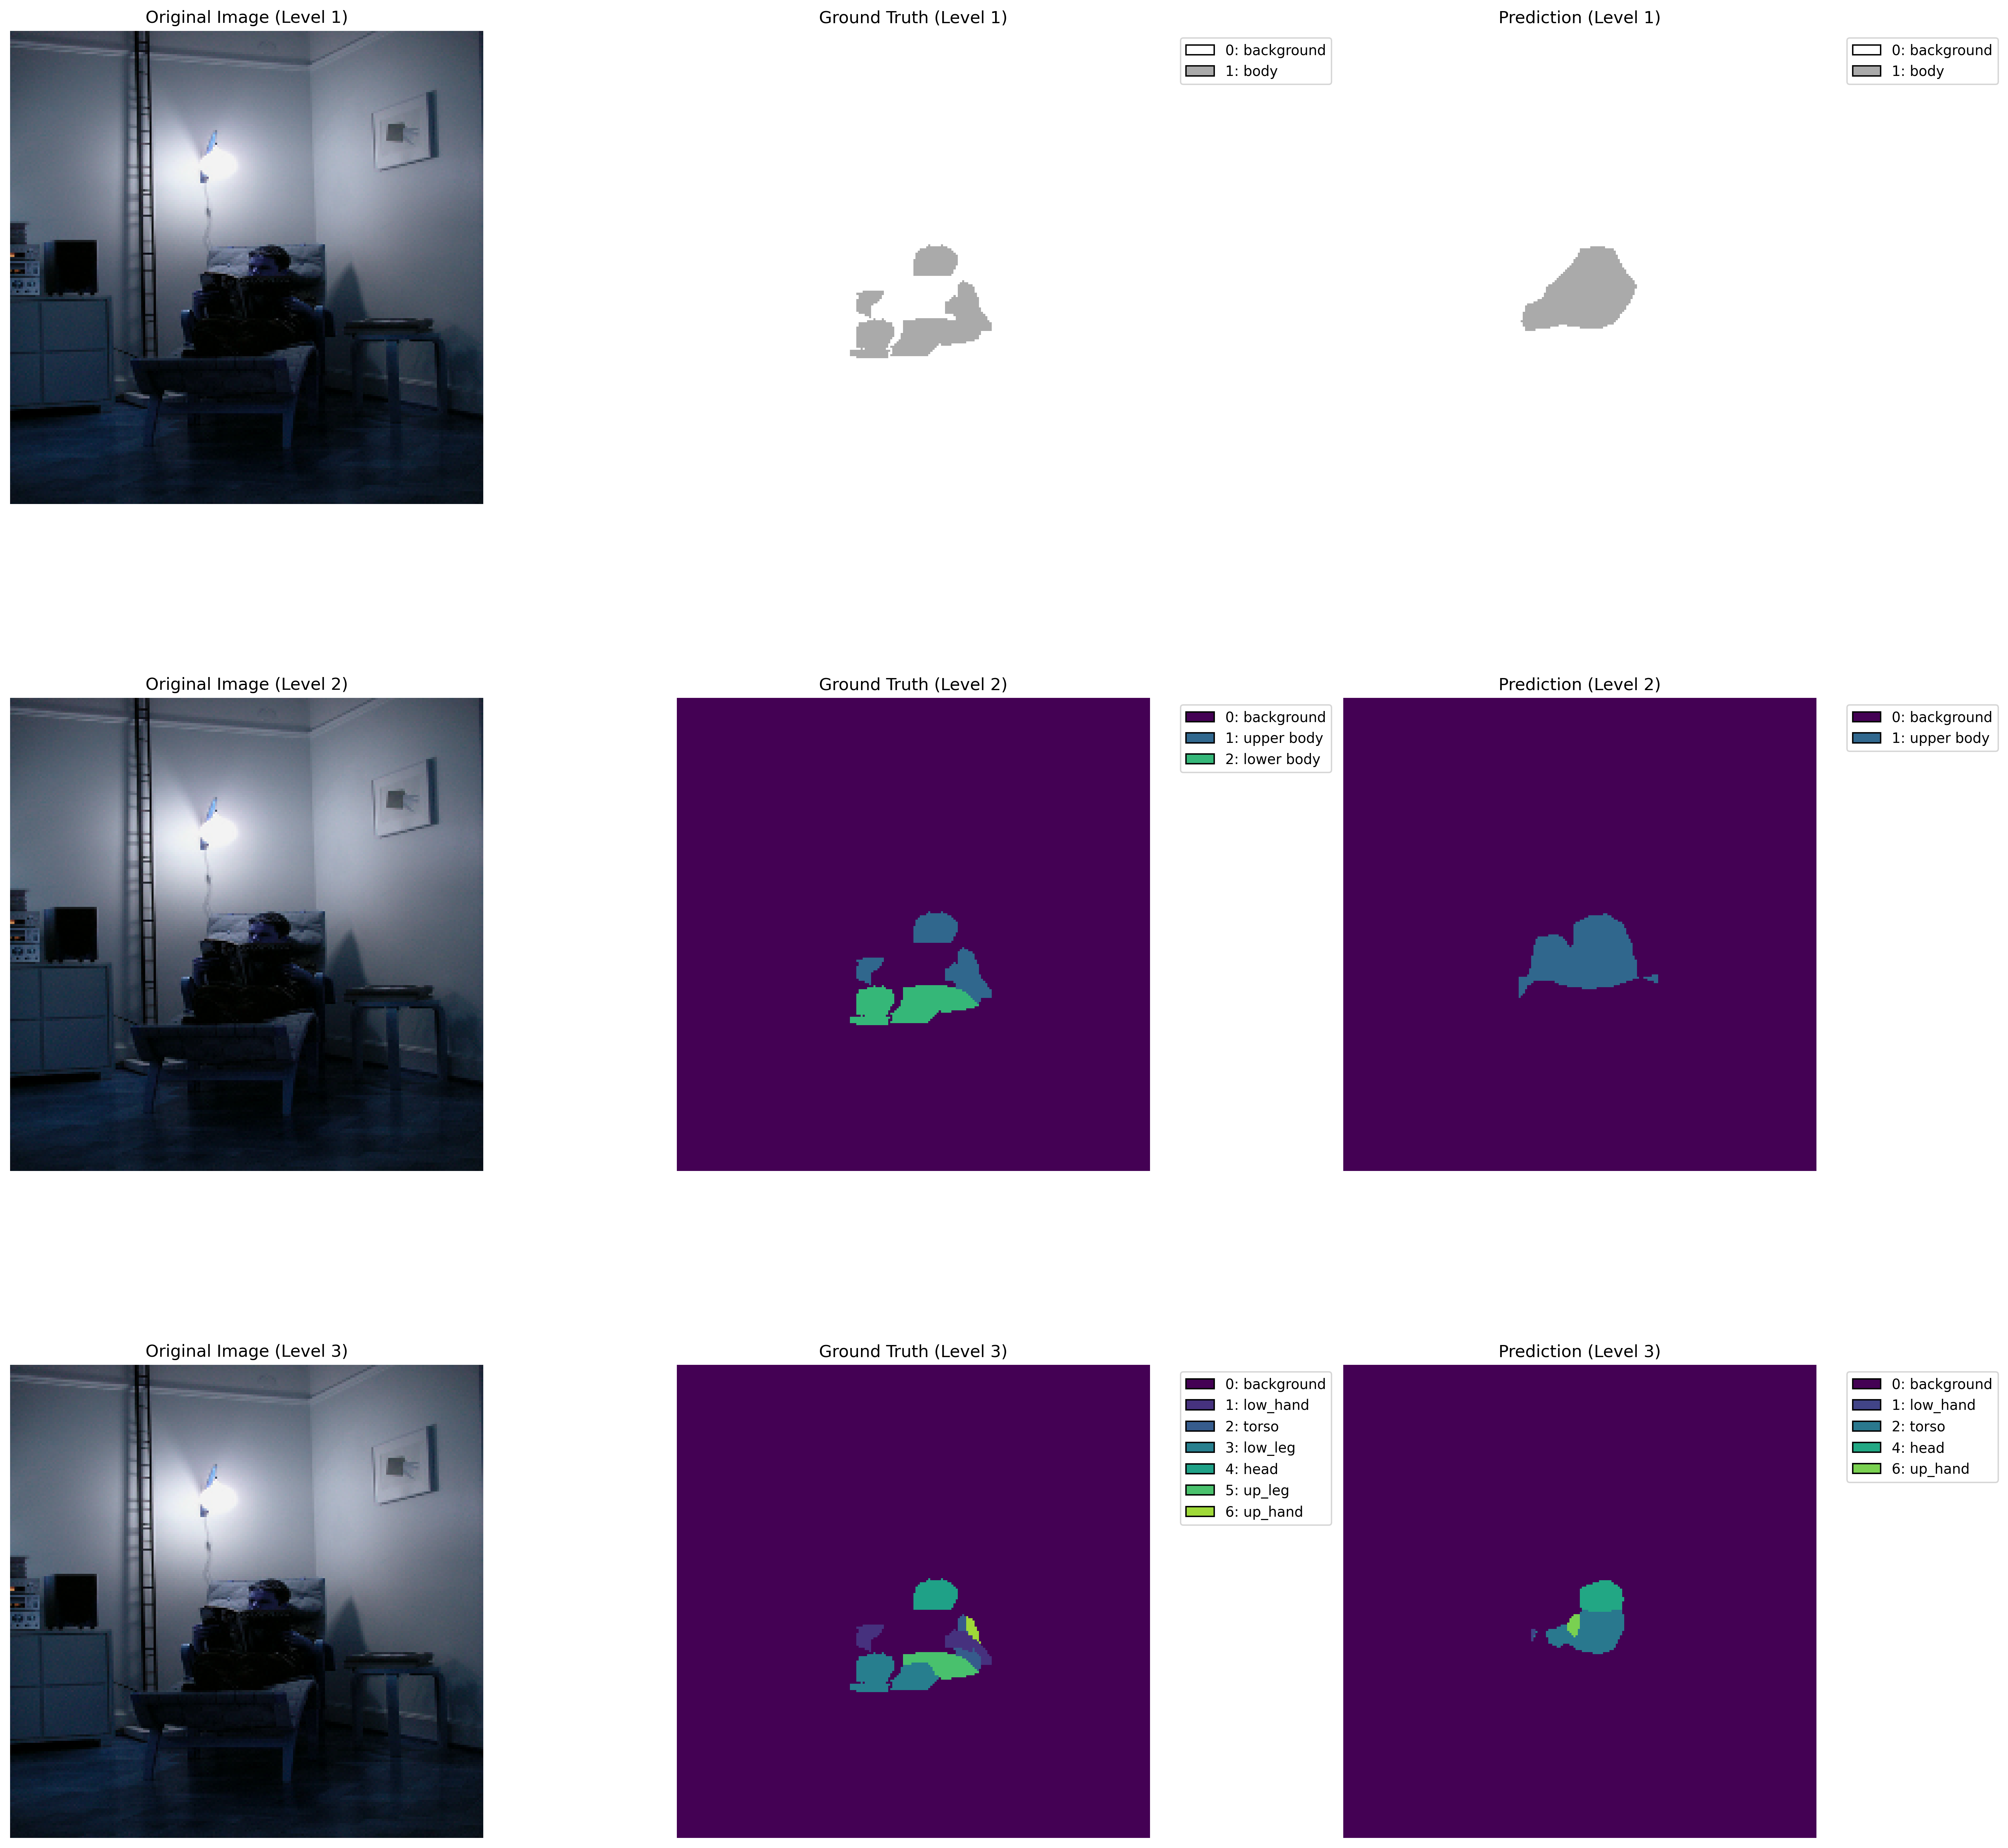 Original Image (Level 1)
Ground Truth (Level 1)
0: background
1: body
Prediction (Level 1)
0: background
1: body
Original Image (Level 2)
Ground Truth (Level 2)
0: background
1: upper body
2: lower body
Prediction (Level 2)
0: background
1: upper body
Original Image (Level 3)
Ground Truth (Level 3)
0: background
1: low_hand
2: torso
3: low_leg
4: head
5: up_leg
6: up_hand
Prediction (Level 3)
0: background
1: low_hand
2: torso
4: head
6: up_hand